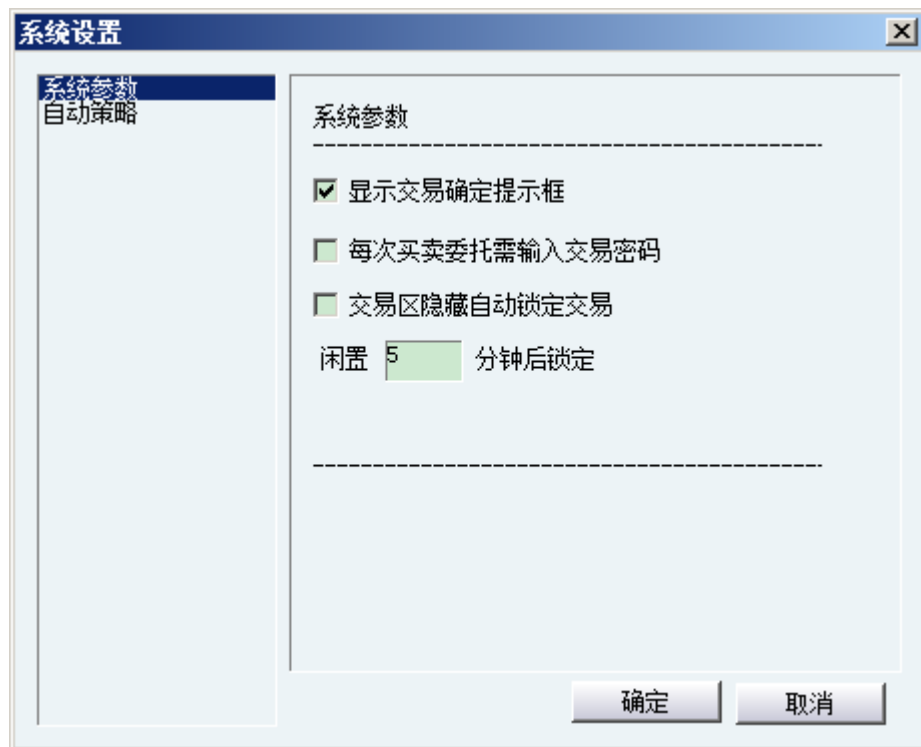 系统设置
系统参数
自动策略
系统参数
显示交易确定提示框
每次买卖委托需输入交易密码
交易区隐藏自动锁定交易
闲置 5 分钟后锁定
确定 取消